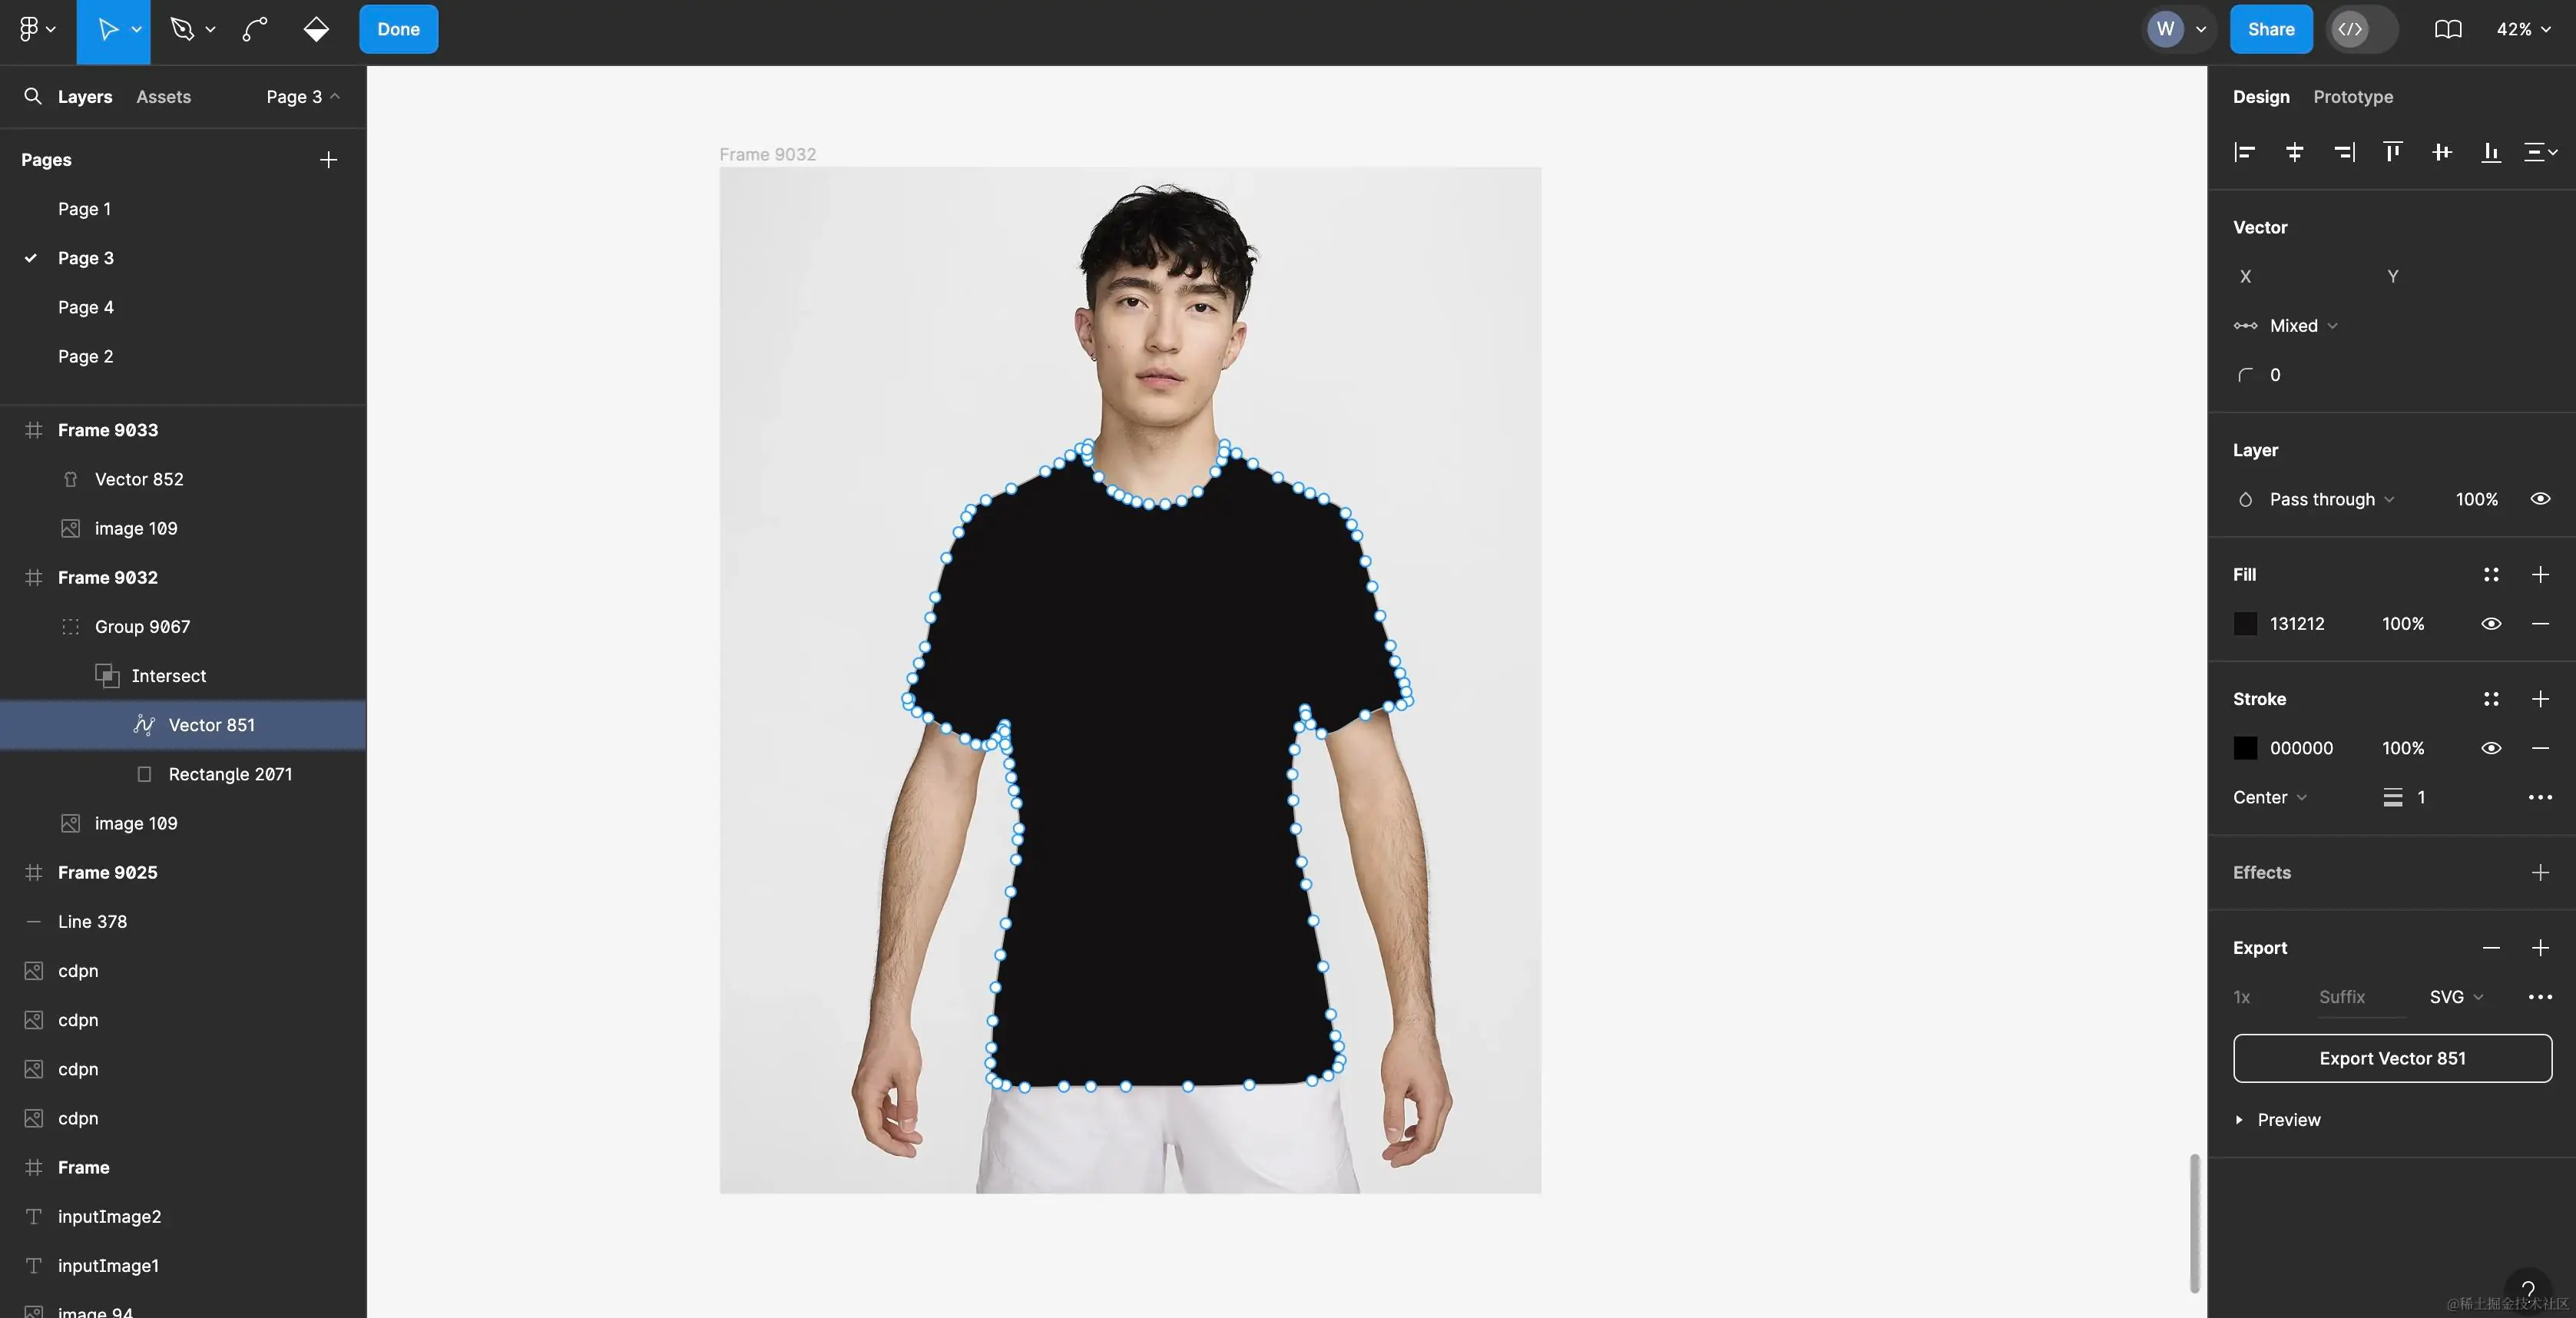 Done
W
Share
42%
Layers
Assets
Page 3
Pages
Page 1
Page 3
Page 4
Page 2
Frame 9033
Vector 852
image 109
Frame 9032
Group 9067
Intersect
Vector 851
Rectangle 2071
image 109
Frame 9025
Line 378
cdpn
cdpn
cdpn
cdpn
Frame
inputImage2
inputImage1
image 94
Frame 9032
Design
Prototype
Vector
X
Y
Mixed
0
Layer
Pass through
100%
Fill
131212
100%
Stroke
000000
100%
Center
1
Effects
Export
1x
Suffix
SVG
Export Vector 851
Preview
?
@稀土掘金技术社区